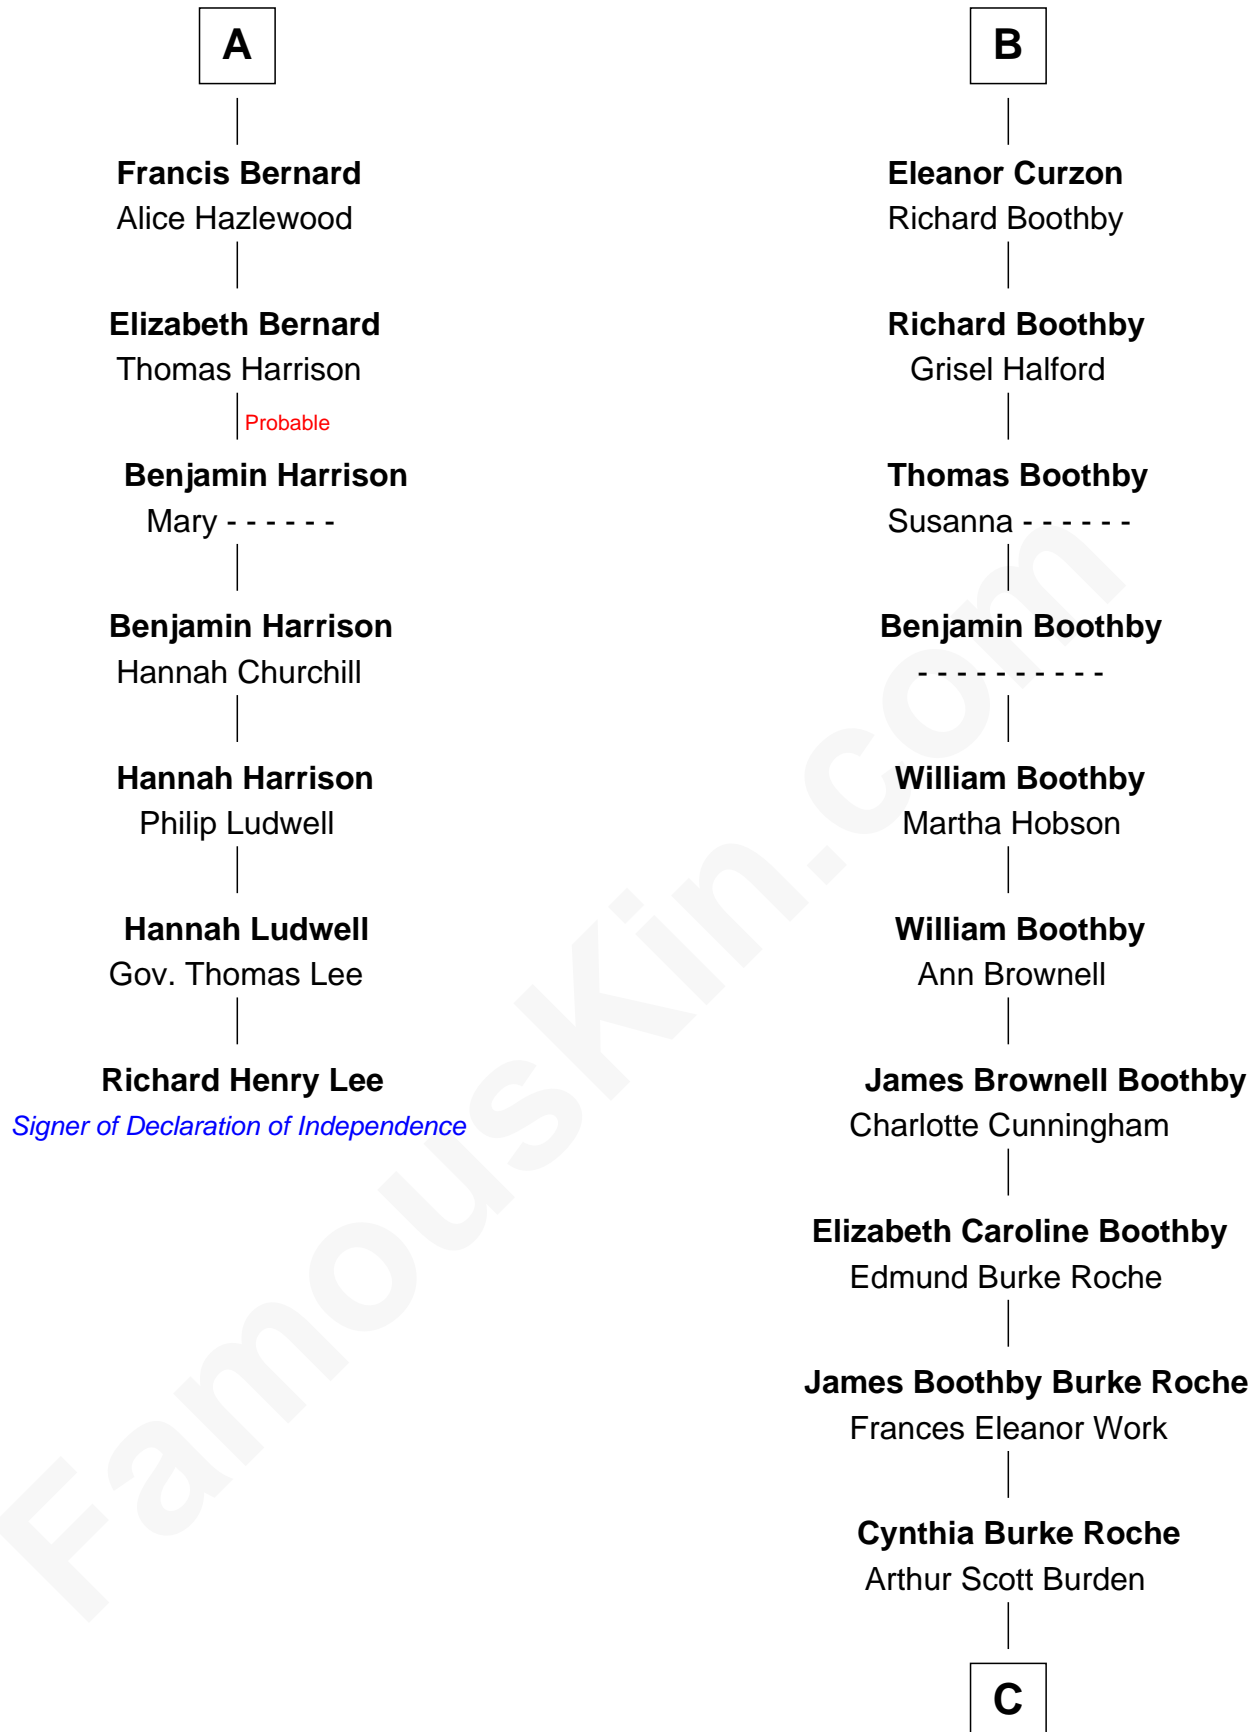 A
Francis Bernard
Alice Hazlewood
Elizabeth Bernard
Thomas Harrison
Probable
Benjamin Harrison
Mary - - - - - -
Benjamin Harrison
Hannah Churchill
Hannah Harrison
Philip Ludwell
Hannah Ludwell
Gov. Thomas Lee
Richard Henry Lee
Signer of Declaration of Independence
B
Eleanor Curzon
Richard Boothby
Richard Boothby
Grisel Halford
Thomas Boothby
Susanna - - - - - -
Benjamin Boothby
- - - - - - - - - -
William Boothby
Martha Hobson
William Boothby
Ann Brownell
James Brownell Boothby
Charlotte Cunningham
Elizabeth Caroline Boothby
Edmund Burke Roche
James Boothby Burke Roche
Frances Eleanor Work
Cynthia Burke Roche
Arthur Scott Burden
C
FamousKin.com